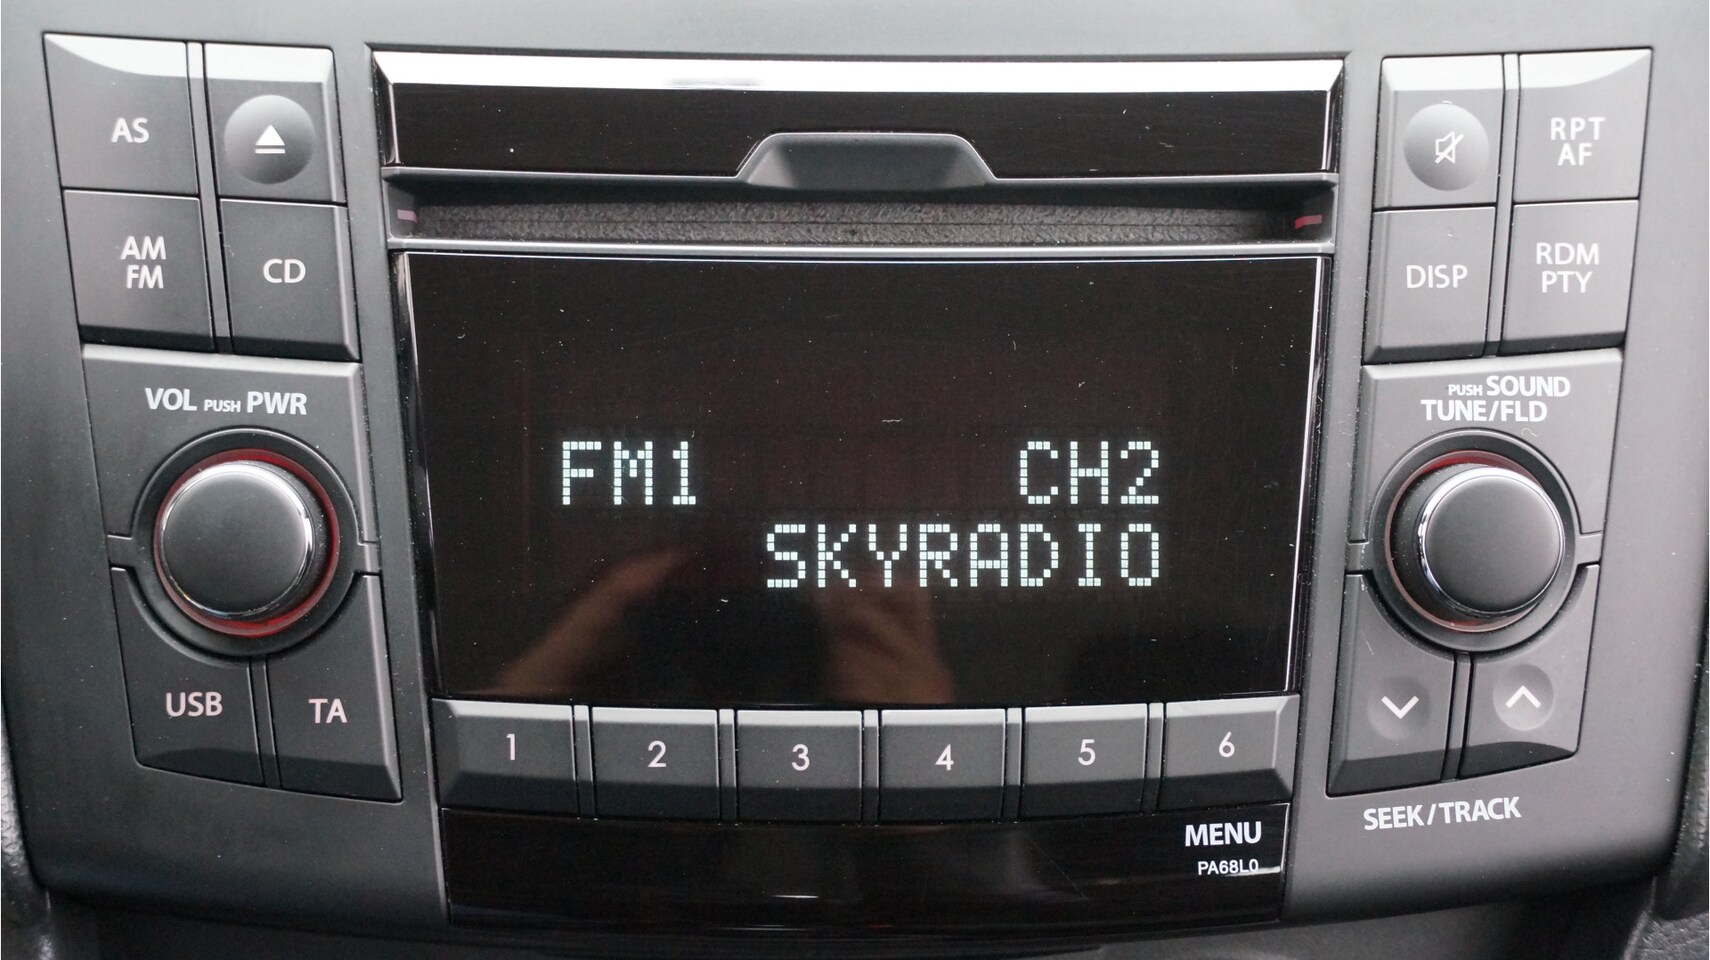 AS
AM
FM
CD
VOL PUSH PWR
USB
TA
FM1 CH2
SKYRADIO
1 2 3 4 5 6
MENU
PA68L0
RPT
AF
DISP
RDM
PTY
PUSH SOUND
TUNE/FLD
SEEK/TRACK